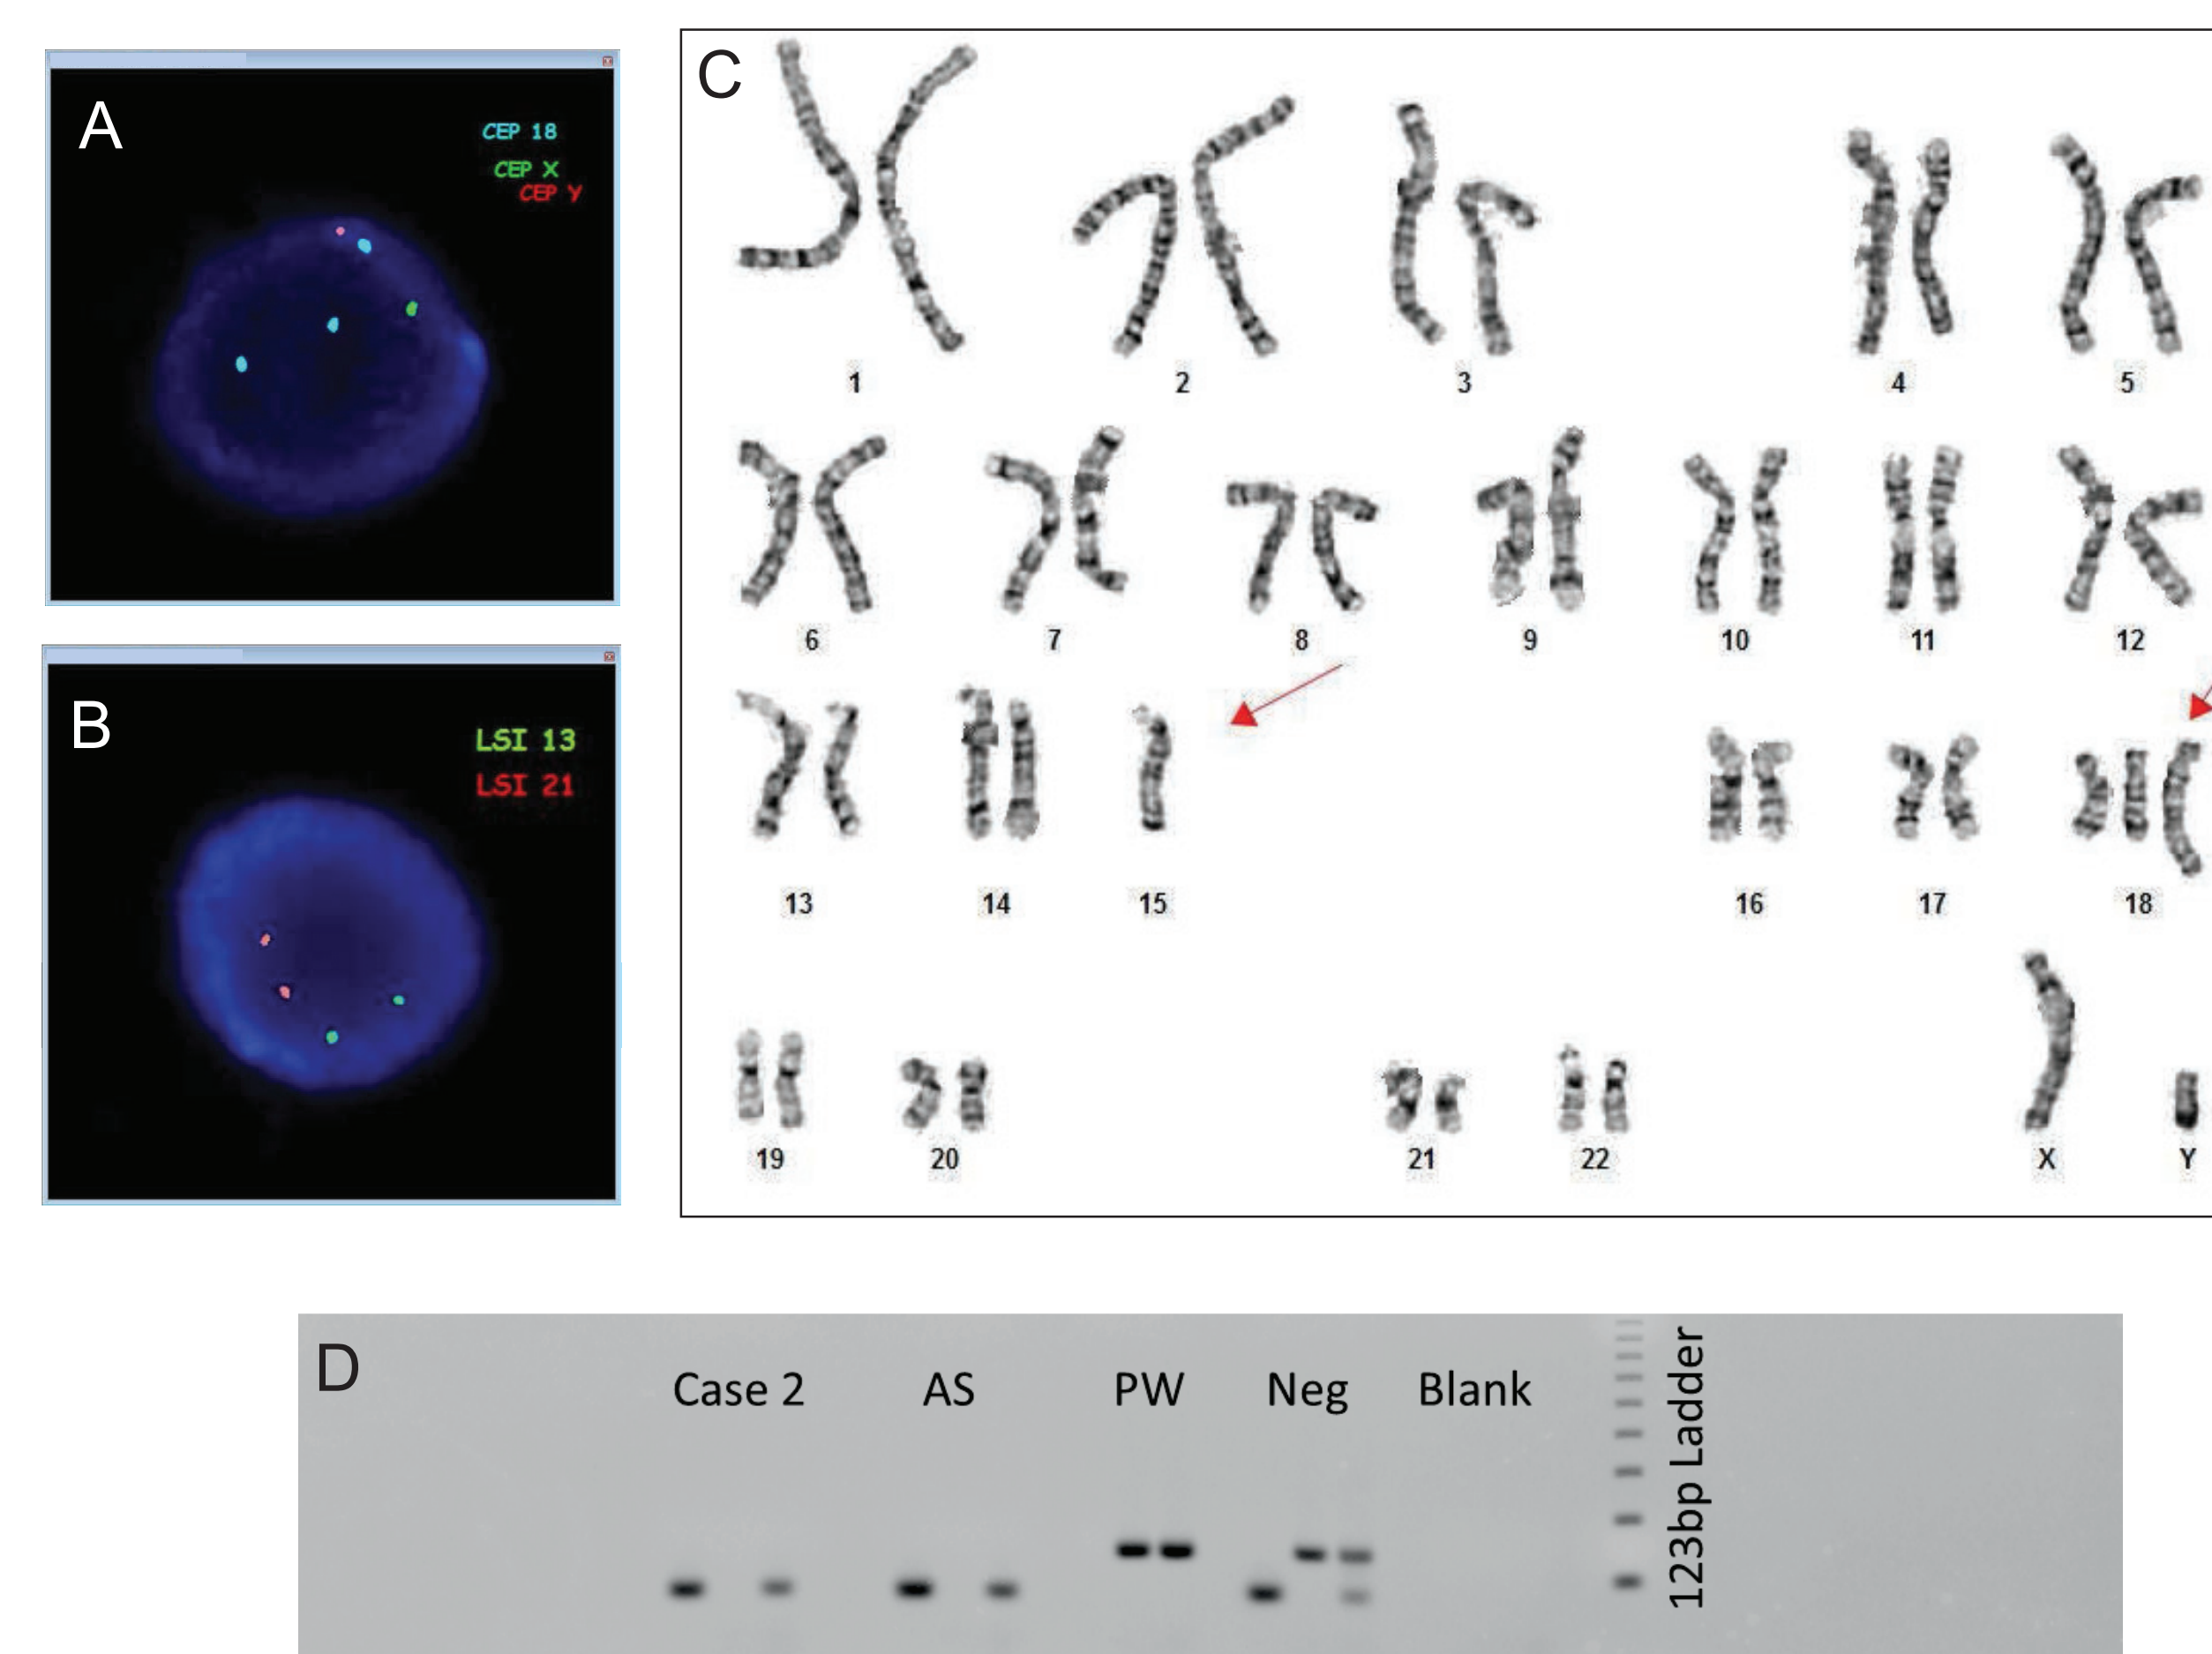 A
CEP 18
CEP X
CEP Y
B
LSI 13
LSI 21
C
1 2 3 4 5
6 7 8 9 10 11 12
13 14 15 16 17 18
19 20 21 22 X Y
D
Case 2 AS PW Neg Blank
123bp Ladder